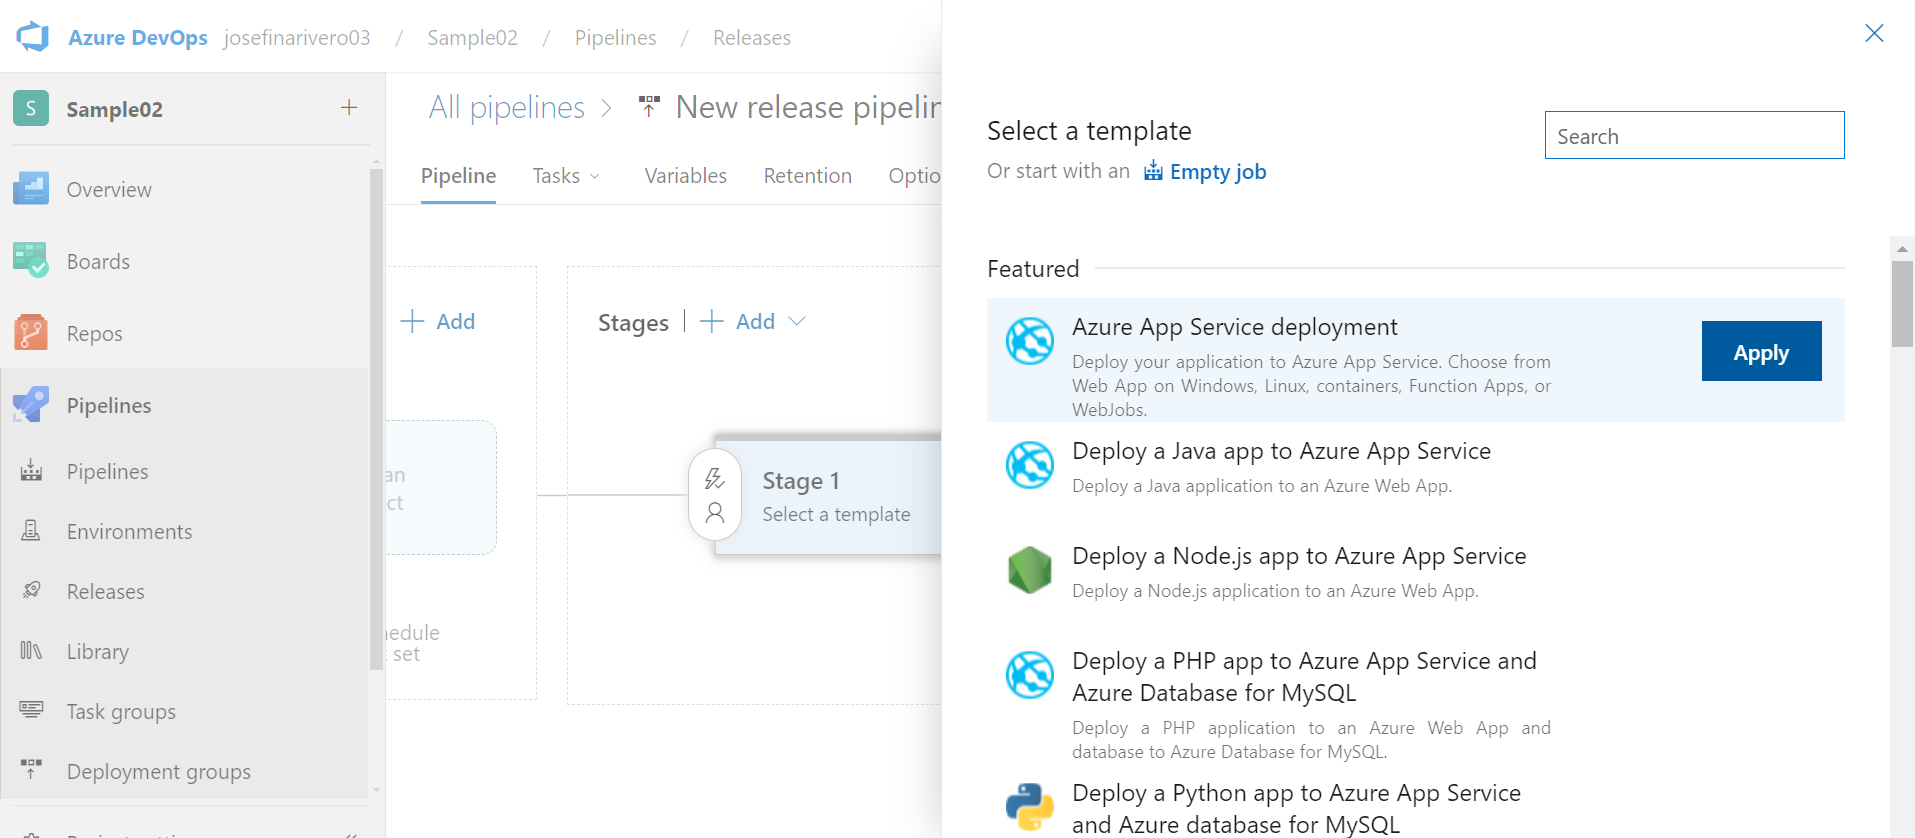 Azure DevOps josefinarivero03 / Sample02 / Pipelines / Releases
S Sample02
Overview
Boards
Repos
Pipelines
Pipelines
Environments
Releases
Library
Task groups
Deployment groups
All pipelines > New release pipelin
Pipeline Tasks Variables Retention Optio
Add
Stages | Add
an
ct
hedule
set
Stage 1
Select a template
Select a template
Search
Or start with an Empty job
Featured
Azure App Service deployment
Deploy your application to Azure App Service. Choose from
Web App on Windows, Linux, containers, Function Apps, or
WebJobs.
Apply
Deploy a Java app to Azure App Service
Deploy a Java application to an Azure Web App.
Deploy a Node.js app to Azure App Service
Deploy a Node.js application to an Azure Web App.
Deploy a PHP app to Azure App Service and
Azure Database for MySQL
Deploy a PHP application to an Azure Web App and
database to Azure Database for MySQL.
Deploy a Python app to Azure App Service
and Azure database for MySQL